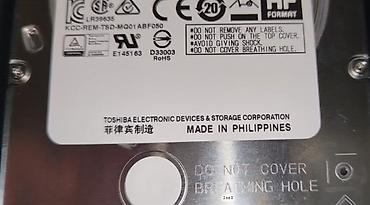 LR39635
KCC-REM-TSD-MQ01ABF050
E145163
D33003
RoHS
20
HF
FORMAT
*DO NOT REMOVE ANY LABELS.
*DO NOT PUSH ON THE TOP COVER.
*AVOID GIVING SHOCK.
*DO NOT COVER BREATHING HOLE.
TOSHIBA ELECTRONIC DEVICES & STORAGE CORPORATION
菲律宾制造
MADE IN PHILIPPINES
DO NOT COVER
BREATHING HOLE